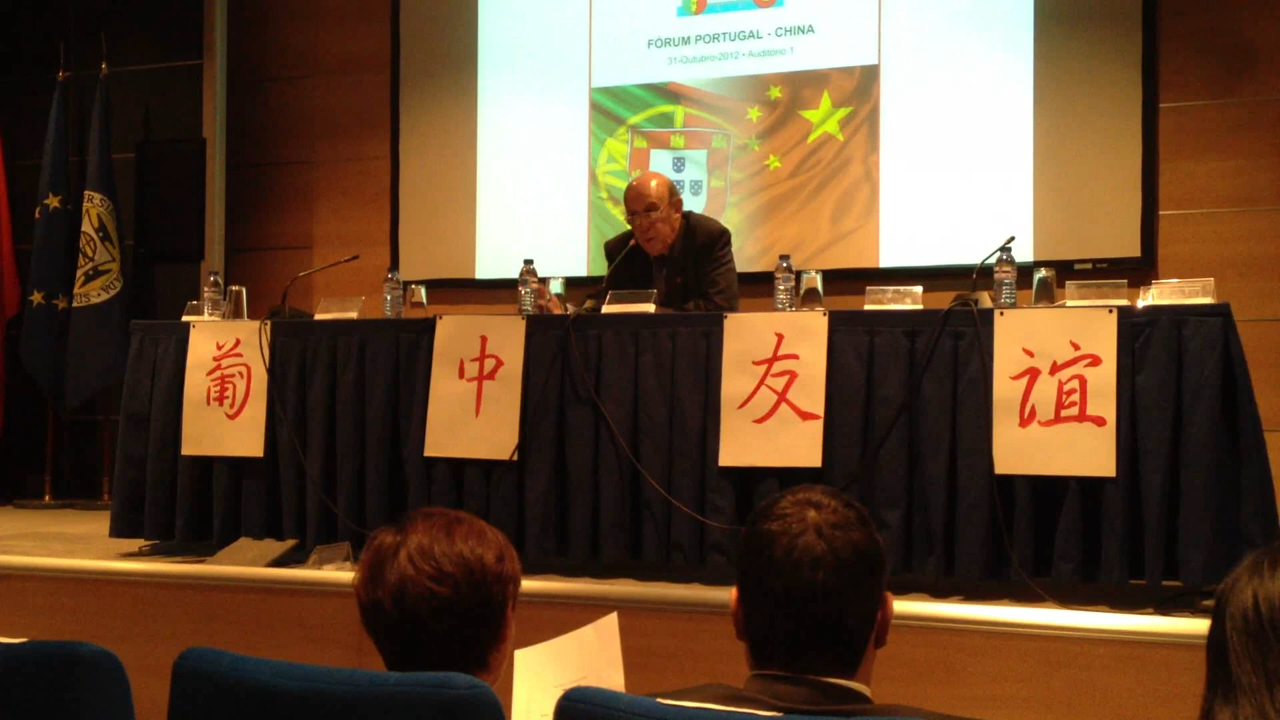 FÓRUM PORTUGAL - CHINA
31-Outubro-2012 • Auditório 1
葡 中 友 谊